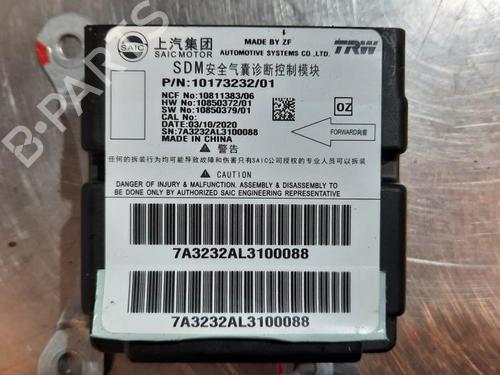 B-PARTS
SAIC
上汽集团
SAICMOTOR
MADE BY ZF
AUTOMOTIVE SYSTEMS CO.,LTD.
TRW
SDM安全气囊诊断控制模块
P/N:10173232/01
NCF No:10811383/06
HW No:10850372/01
SW No:10850379/01
CAL No:
DATE:03/10/2020
SN:7A3232AL3100088
MADE IN CHINA
OZ
FORWARD向前
警告
任何的拆装行为均可能导致故障和伤害只有SAIC公司授权的专业人员可以拆装
CAUTION
DANGER OF INJURY & MALFUNCTION. ASSEMBLY & DISASSEMBLY TO
BE DONE ONLY BY AUTHORIZED SAIC ENGINEERING REPRESENTATIVE
7A3232AL3100088
7A3232AL3100088